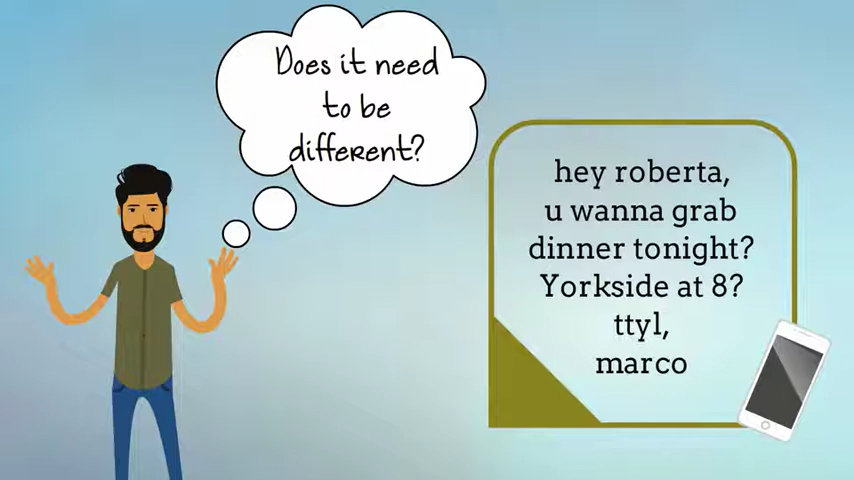 Does it need
to be
different?
hey roberta,
u wanna grab
dinner tonight?
Yorkside at 8?
ttyl,
marco